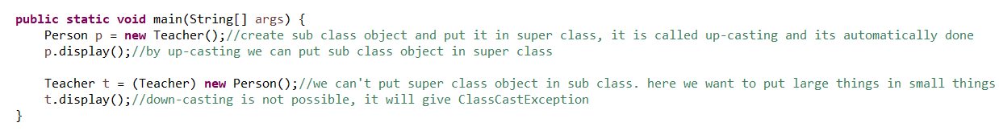 public static void main(String[] args) {
    Person p = new Teacher();//create sub class object and put it in super class, it is called up-casting and its automatically done
    p.display();//by up-casting we can put sub class object in super class

    Teacher t = (Teacher) new Person();//we can't put super class object in sub class. here we want to put large things in small things
    t.display();//down-casting is not possible, it will give ClassCastException
}